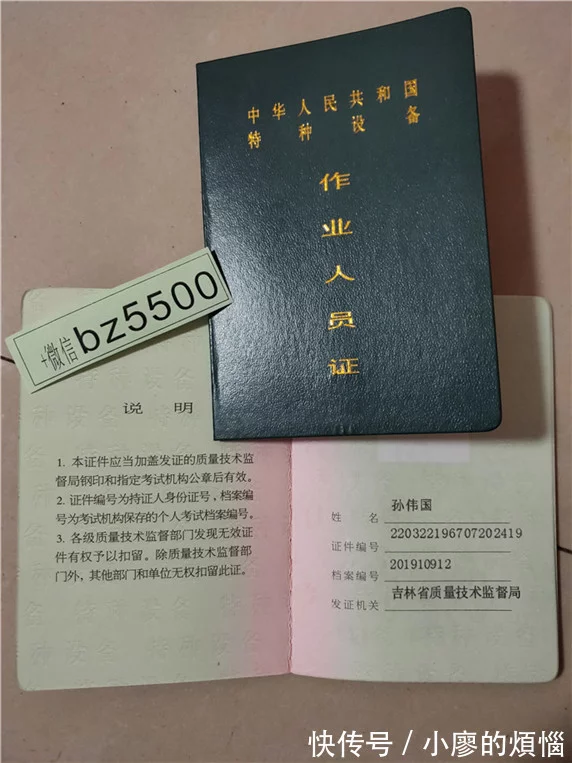 中华人民共和国
特种设备
作
业
人
员
证
+微信bz5500
说 明
1. 本证件应当加盖发证的质量技术监
督局钢印和指定考试机构公章后有效。
2. 证件编号为持证人身份证号，档案编
号为考试机构保存的个人考试档案编号。
3. 各级质量技术监督部门发现无效证
件有权予以扣留。除质量技术监督部
门外，其他部门和单位无权扣留此证。
姓 名 孙伟国
证件编号 220322196707202419
档案编号 201910912
发证机关 吉林省质量技术监督局
快传号 / 小廖的煩惱